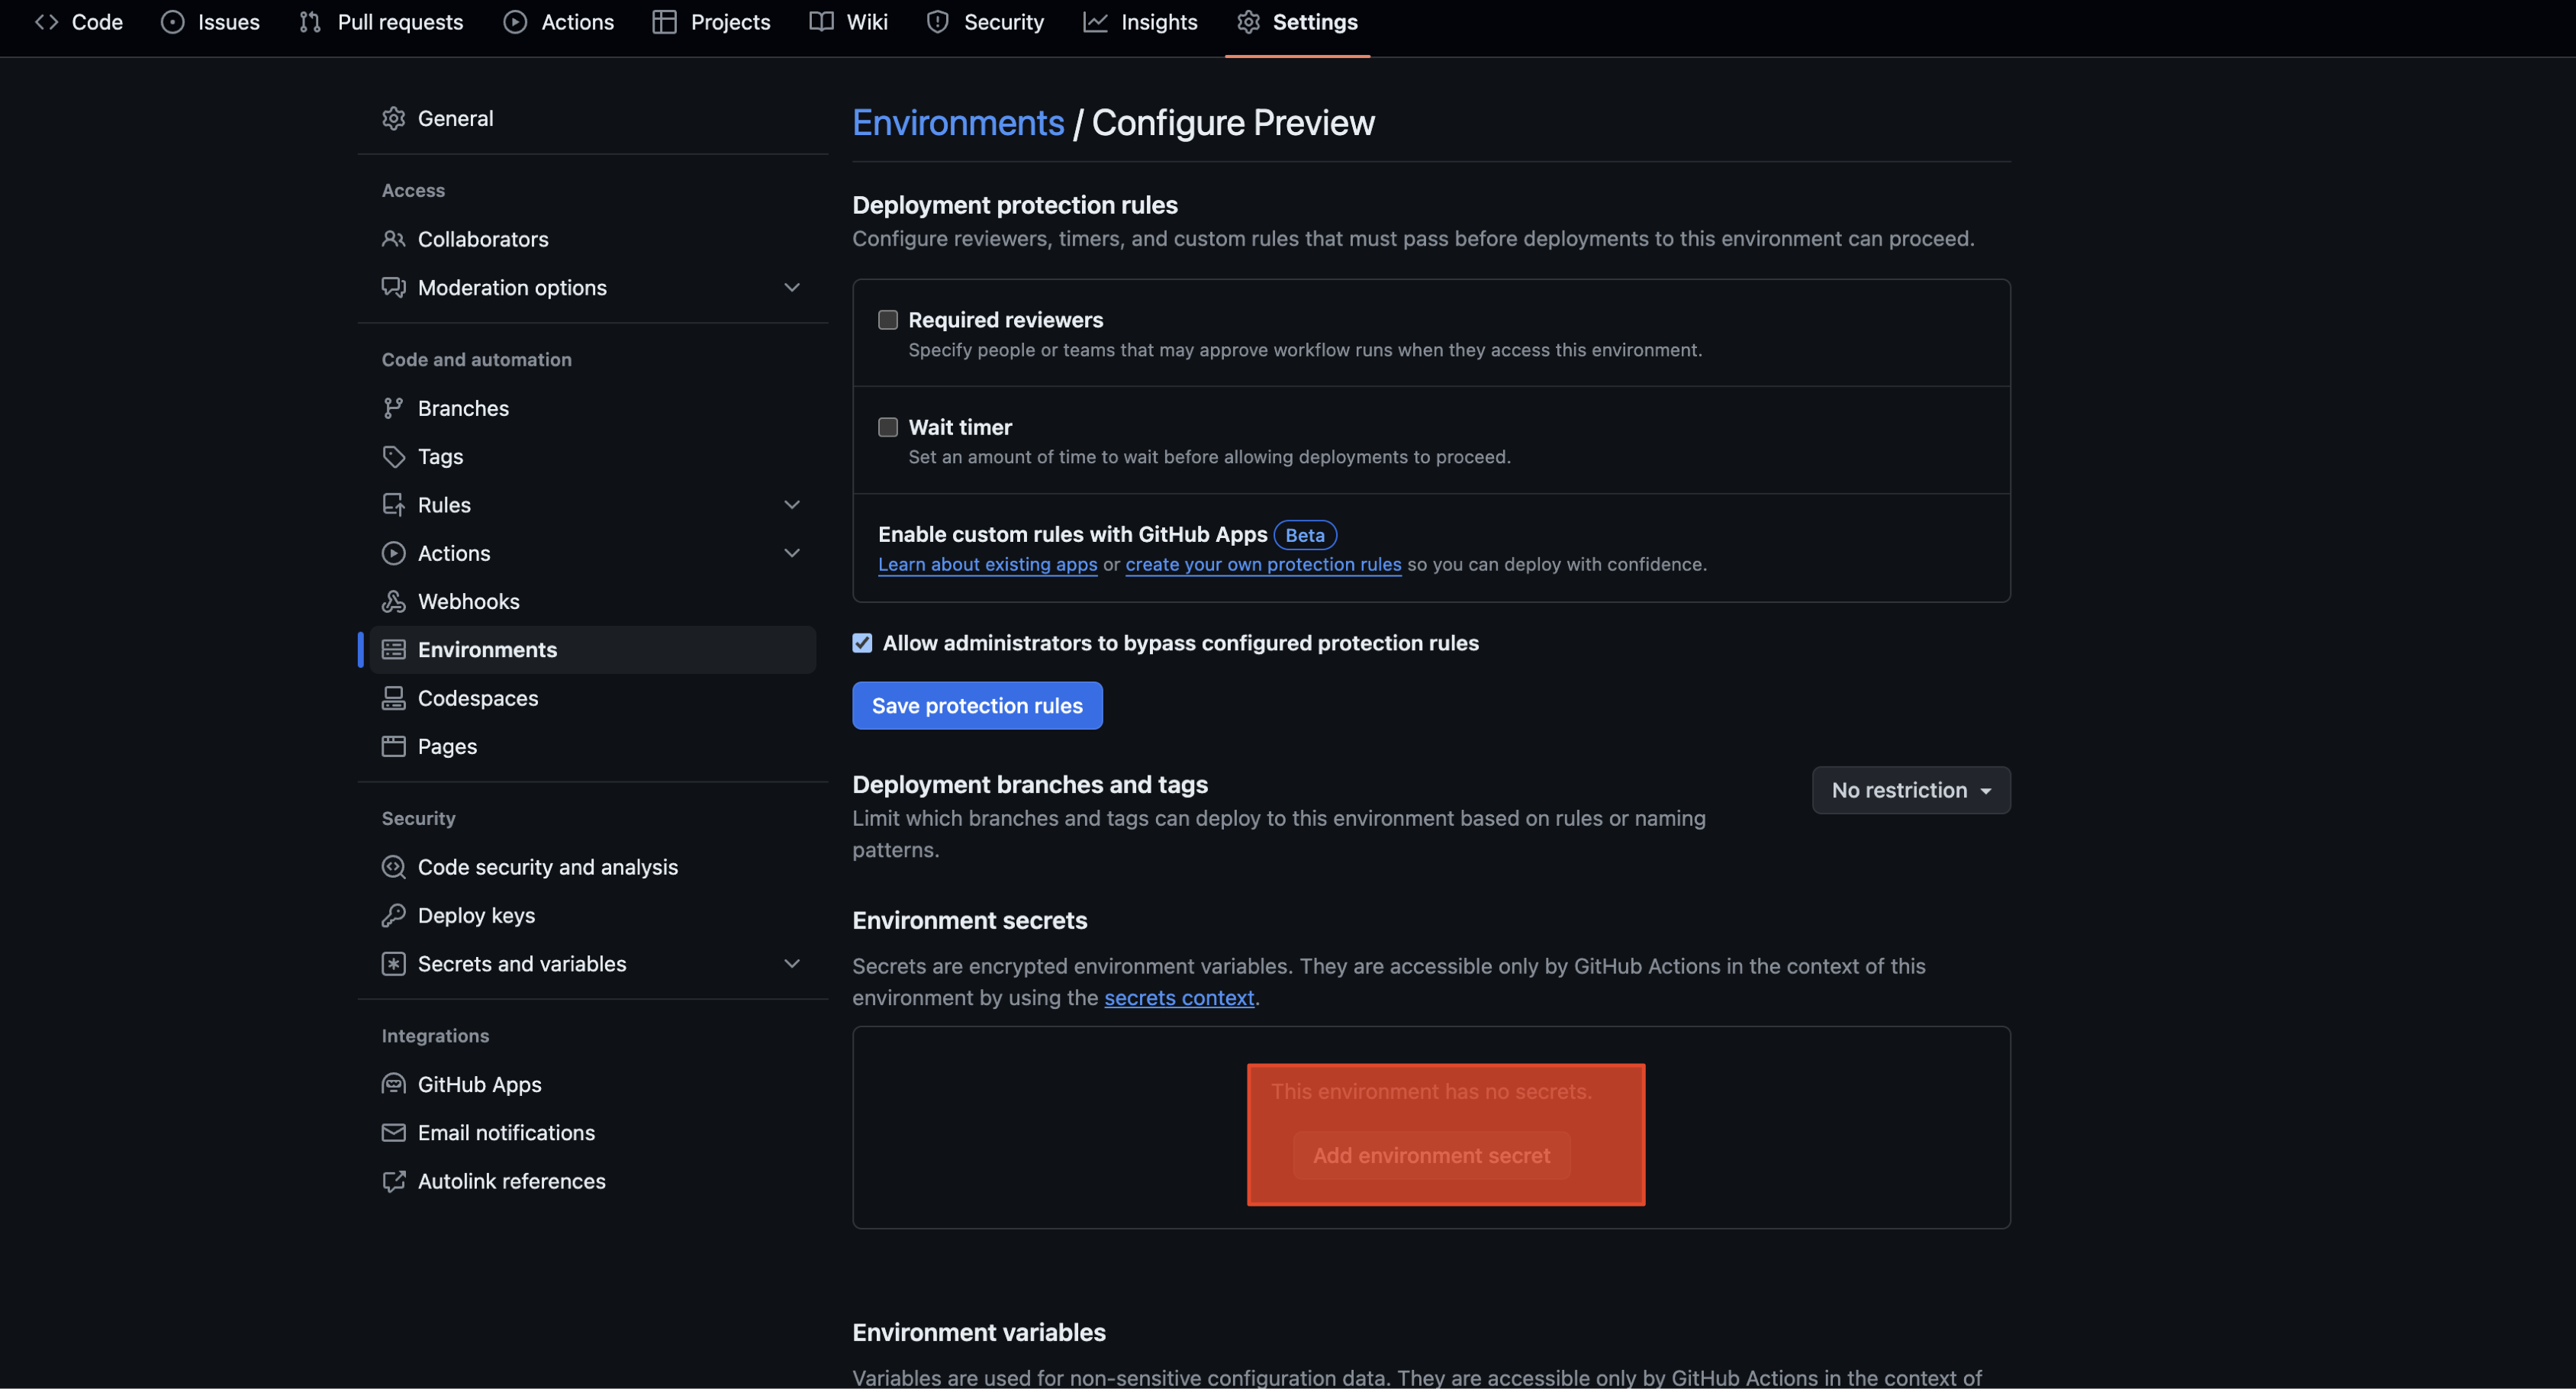 Code
Issues
Pull requests
Actions
Projects
Wiki
Security
Insights
Settings
General
Access
Collaborators
Moderation options
Code and automation
Branches
Tags
Rules
Actions
Webhooks
Environments
Codespaces
Pages
Security
Code security and analysis
Deploy keys
Secrets and variables
Integrations
GitHub Apps
Email notifications
Autolink references
Environments / Configure Preview
Deployment protection rules
Configure reviewers, timers, and custom rules that must pass before deployments to this environment can proceed.
Required reviewers
Specify people or teams that may approve workflow runs when they access this environment.
Wait timer
Set an amount of time to wait before allowing deployments to proceed.
Enable custom rules with GitHub Apps Beta
Learn about existing apps or create your own protection rules so you can deploy with confidence.
Allow administrators to bypass configured protection rules
Save protection rules
Deployment branches and tags
No restriction
Limit which branches and tags can deploy to this environment based on rules or naming
patterns.
Environment secrets
Secrets are encrypted environment variables. They are accessible only by GitHub Actions in the context of this
environment by using the secrets context.
This environment has no secrets.
Add environment secret
Environment variables
Variables are used for non-sensitive configuration data. They are accessible only by GitHub Actions in the context of